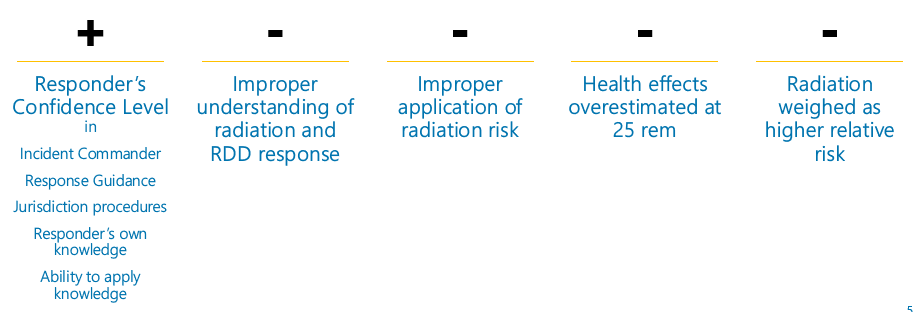 +
-
-
-
-
Responder's
Confidence Level
in
Incident Commander
Response Guidance
Jurisdiction procedures
Responder's own
knowledge
Ability to apply
knowledge
Improper
understanding of
radiation and
RDD response
Improper
application of
radiation risk
Health effects
overestimated at
25 rem
Radiation
weighed as
higher relative
risk
5